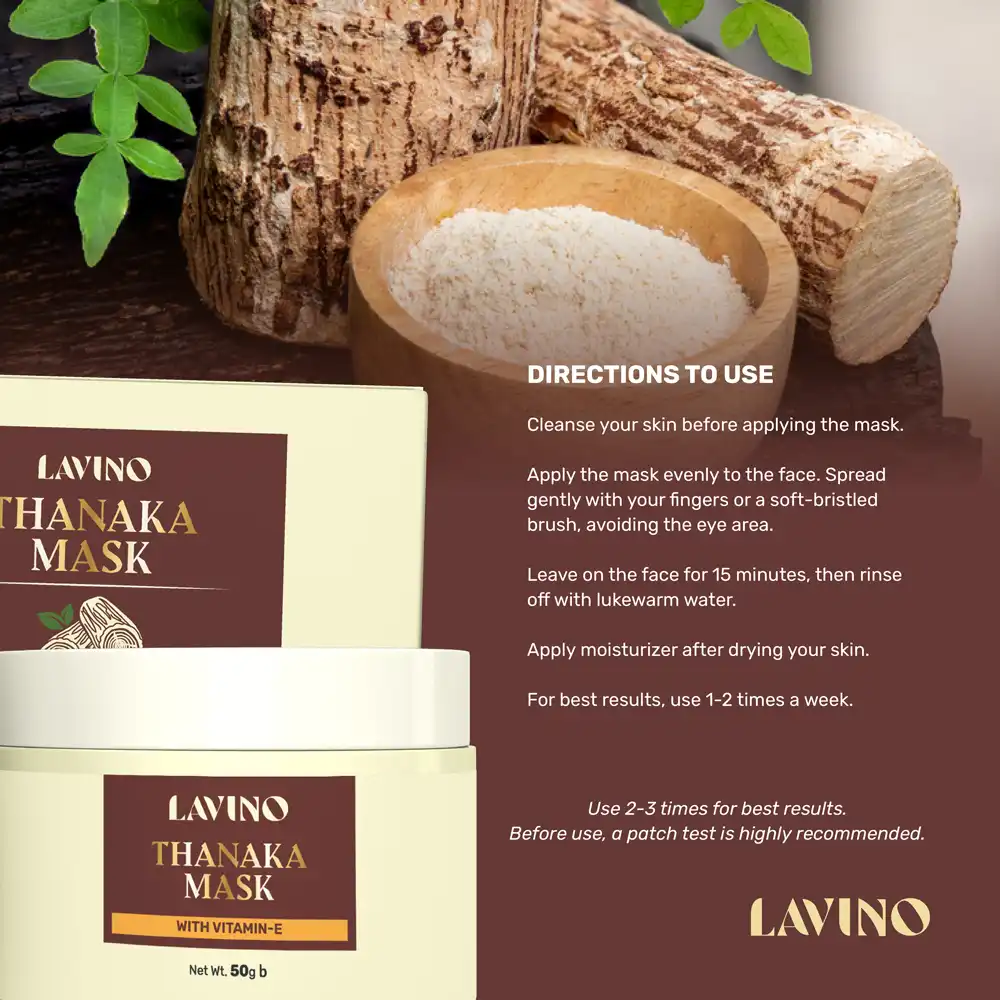 DIRECTIONS TO USE
Cleanse your skin before applying the mask.
Apply the mask evenly to the face. Spread
gently with your fingers or a soft-bristled
brush, avoiding the eye area.
Leave on the face for 15 minutes, then rinse
off with lukewarm water.
Apply moisturizer after drying your skin.
For best results, use 1-2 times a week.
Use 2-3 times for best results.
Before use, a patch test is highly recommended.
LAVINO
LAVINO
THANAKA
MASK
LAVINO
THANAKA
MASK
WITH VITAMIN-E
Net Wt. 50g b